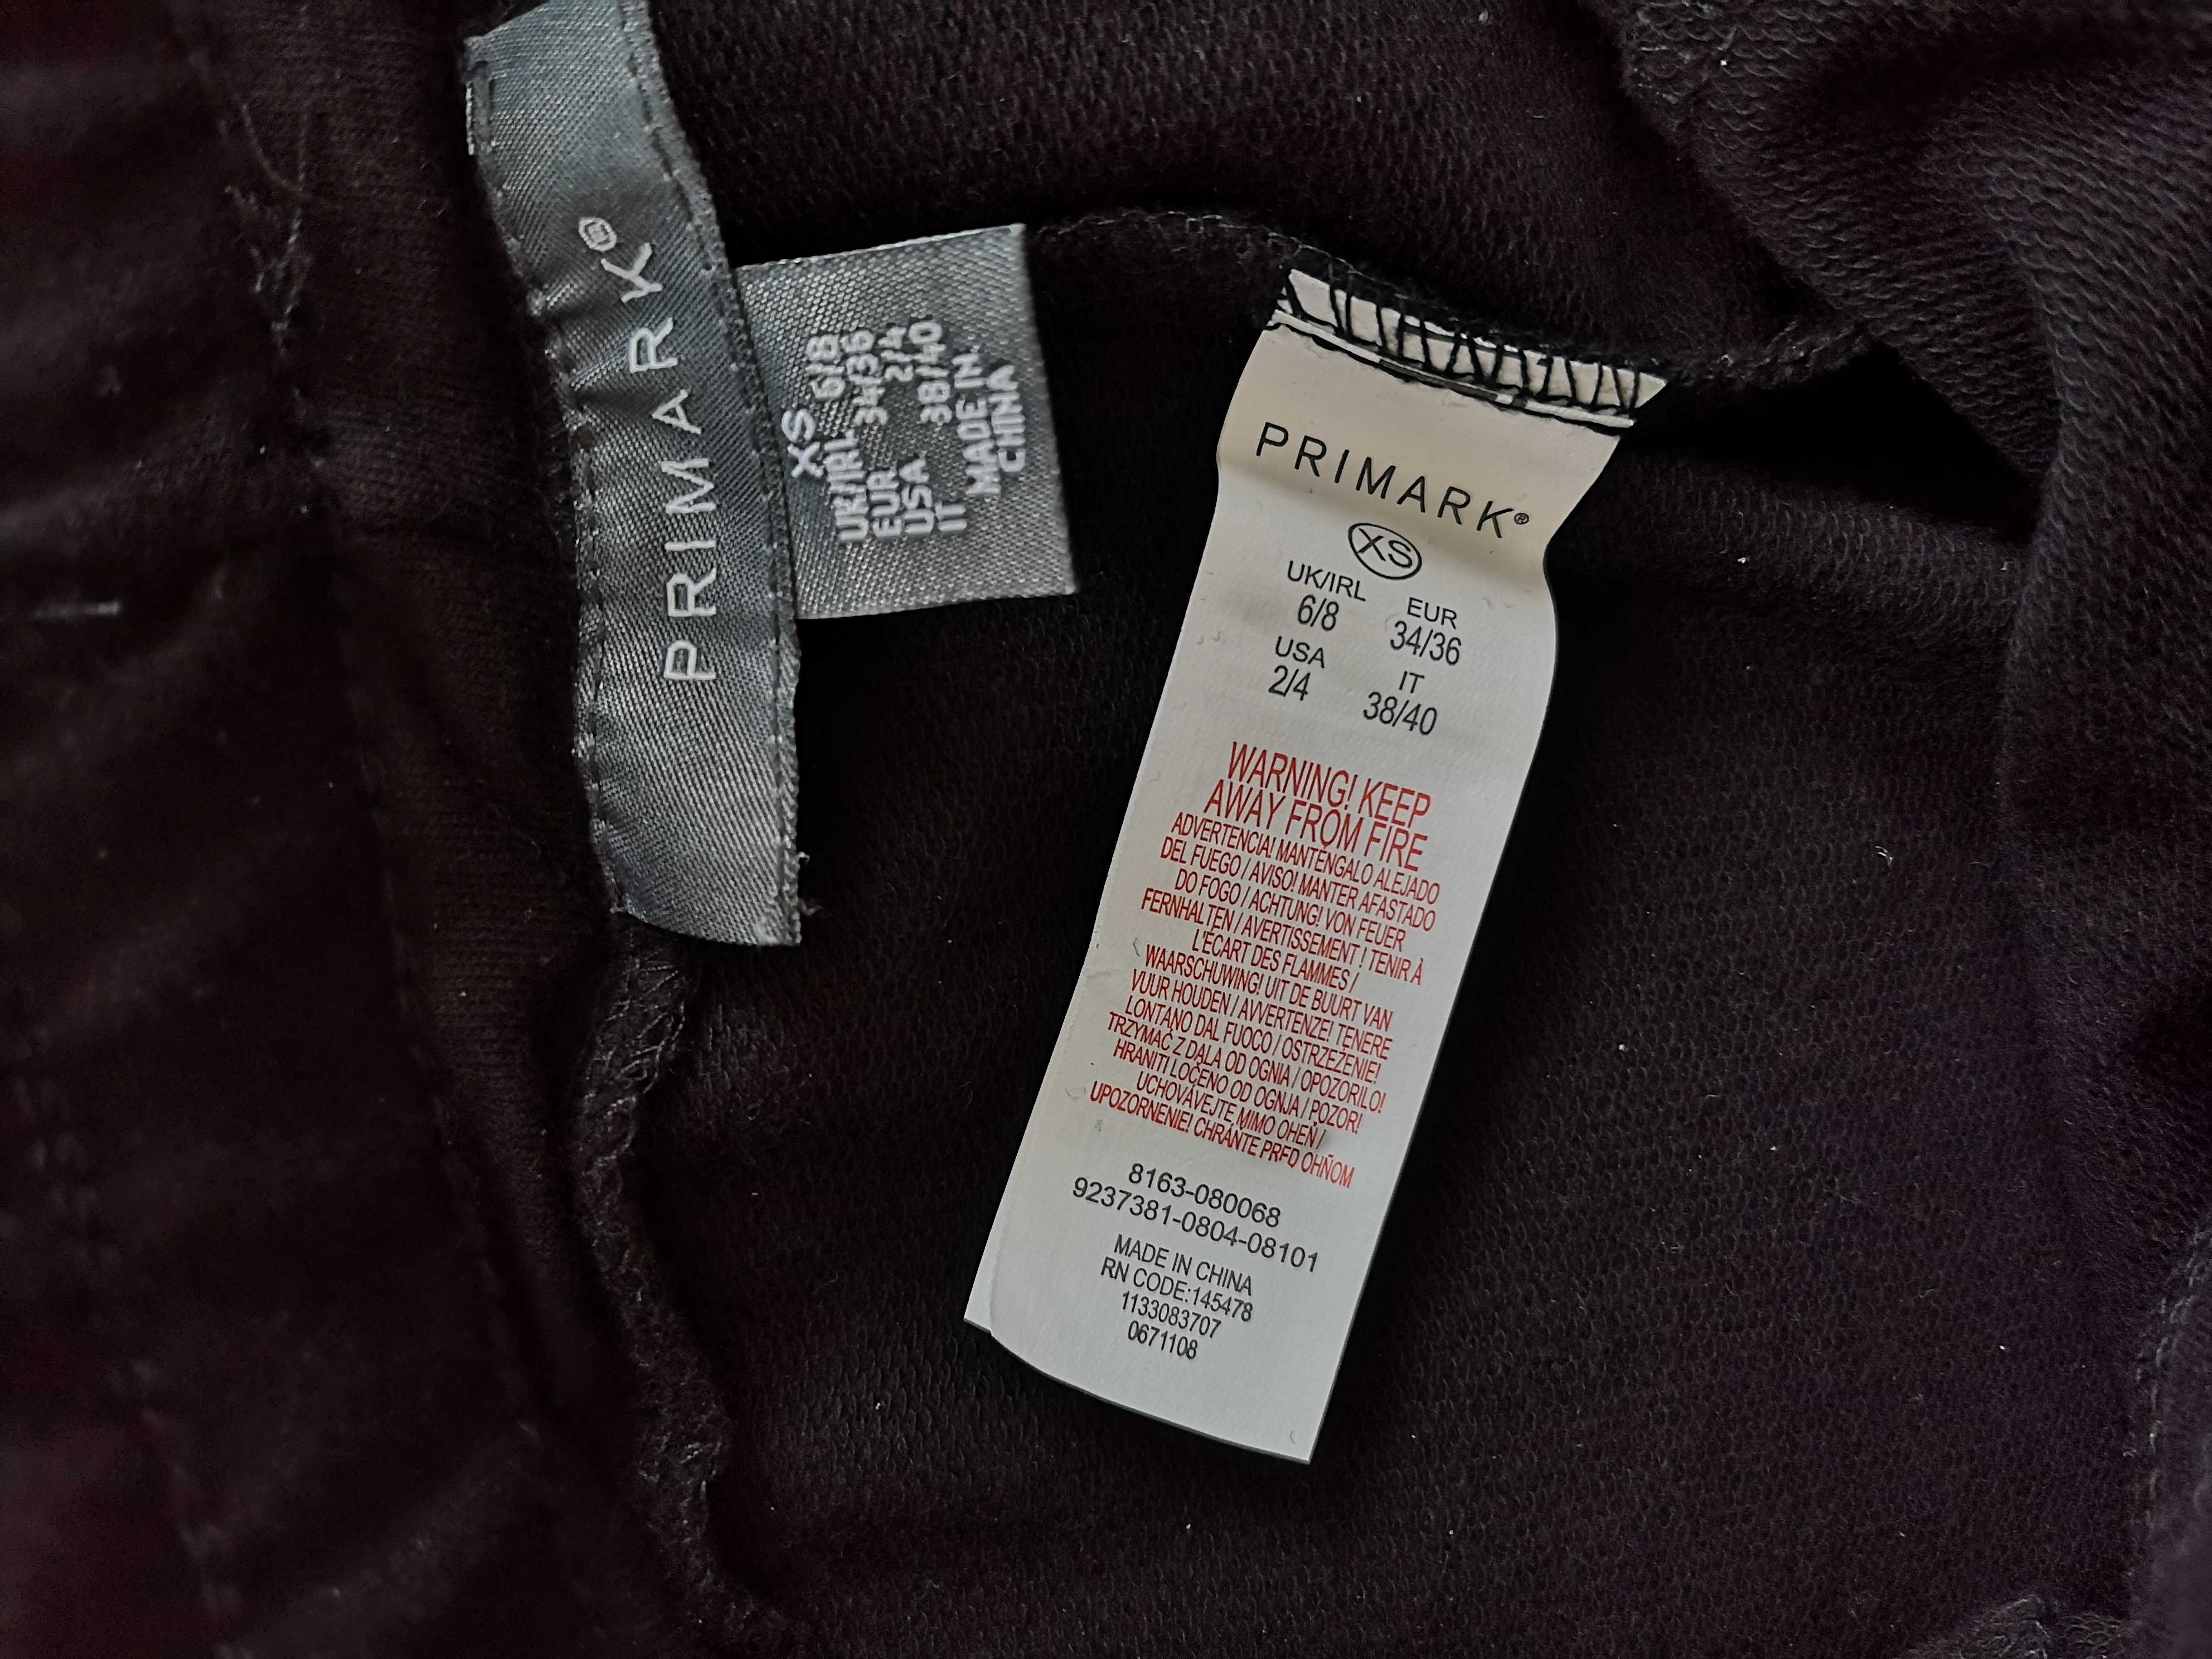 PRIMARK®
XS
UK/IRL 6/8
EUR 34/36
USA 2/4
IT 38/40
MADE IN
CHINA
PRIMARK®
XS
UK/IRL EUR
6/8 34/36
USA IT
2/4 38/40
WARNING! KEEP
AWAY FROM FIRE
ADVERTENCIA! MANTÉNGALO ALEJADO
DEL FUEGO / AVISO! MANTER AFASTADO
DO FOGO / ACHTUNG! VON FEUER
FERNHALTEN / AVERTISSEMENT ! TENIR À
L'ÉCART DES FLAMMES /
WAARSCHUWING! UIT DE BUURT VAN
VUUR HOUDEN / AVVERTENZE! TENERE
LONTANO DAL FUOCO / OSTRZEŻENIE!
TRZYMAĆ Z DALA OD OGNIA / OPOZORILO!
HRANITI LOČENO OD OGNJA / POZOR!
UCHOVÁVEJTE MIMO OHEŇ /
UPOZORNENIE! CHRÁŇTE PRED OHŇOM
8163-080068
9237381-0804-08101
MADE IN CHINA
RN CODE:145478
1133083707
0671108